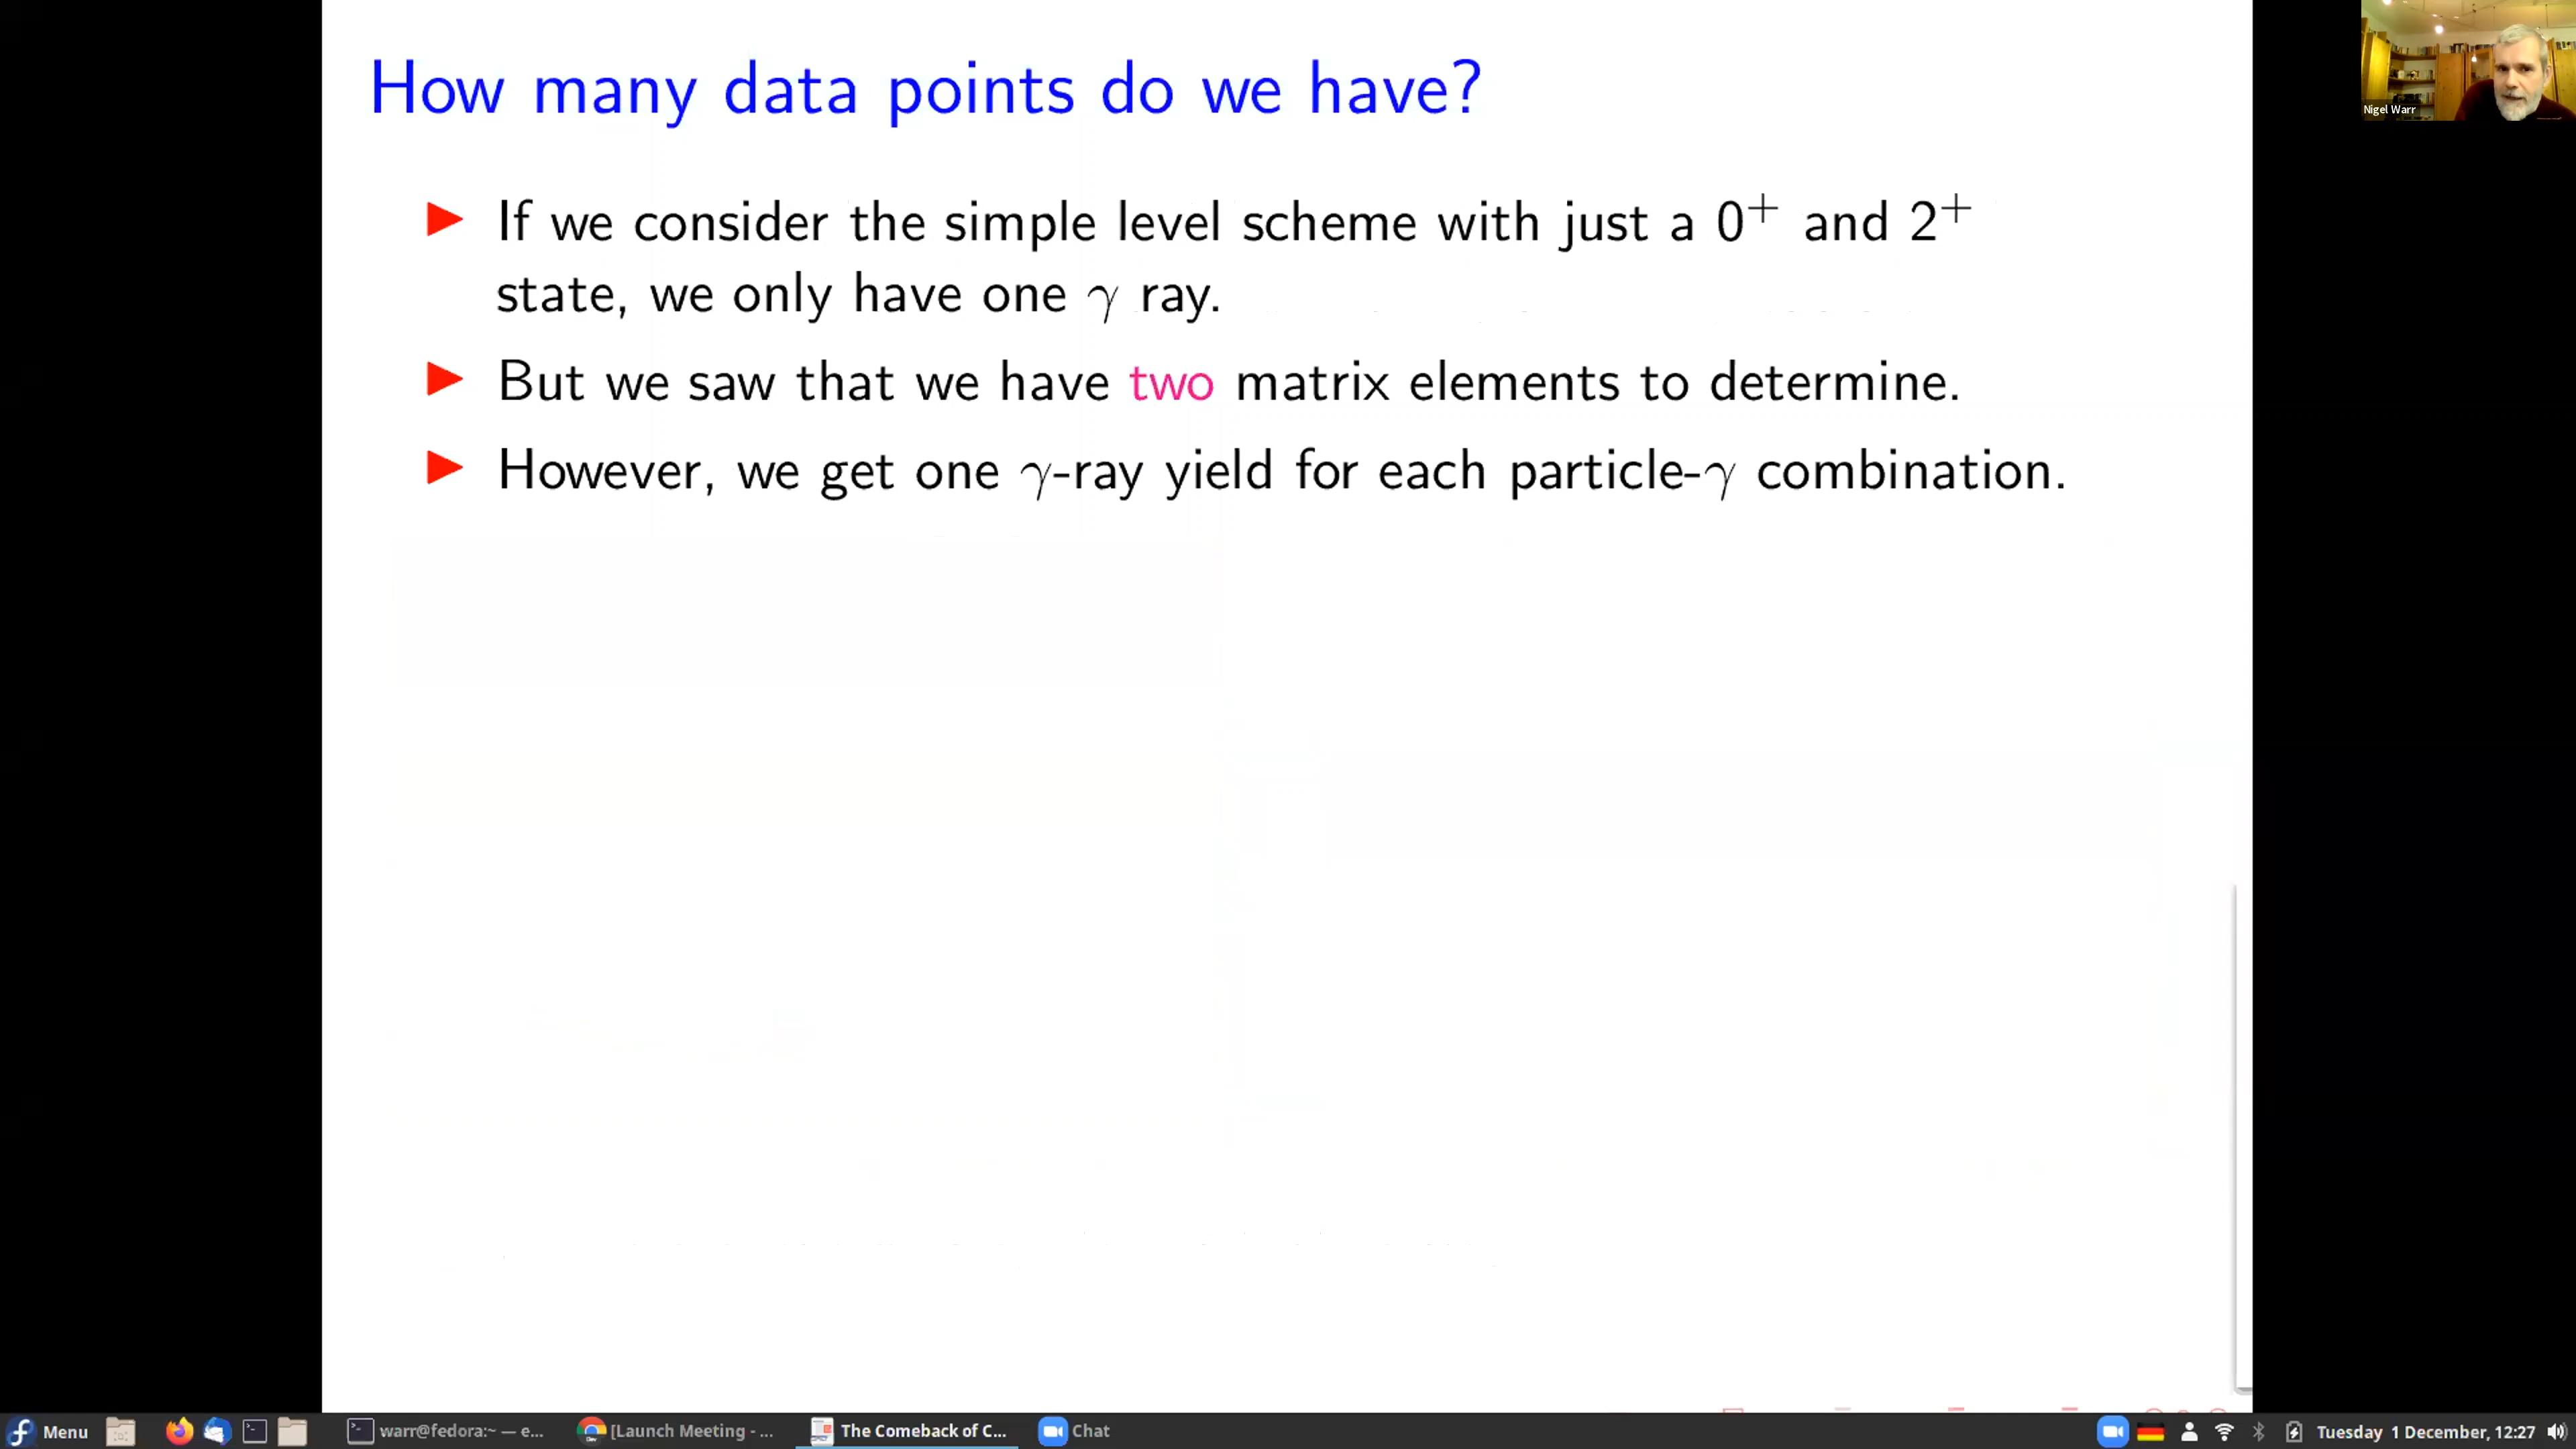 How many data points do we have?
Nigel Warr
▶ If we consider the simple level scheme with just a 0⁺ and 2⁺
state, we only have one γ ray.
▶ But we saw that we have two matrix elements to determine.
▶ However, we get one γ-ray yield for each particle-γ combination.
Menu warr@fedora:~ — e... [Launch Meeting - ... The Comeback of C... Chat Tuesday 1 December, 12:27